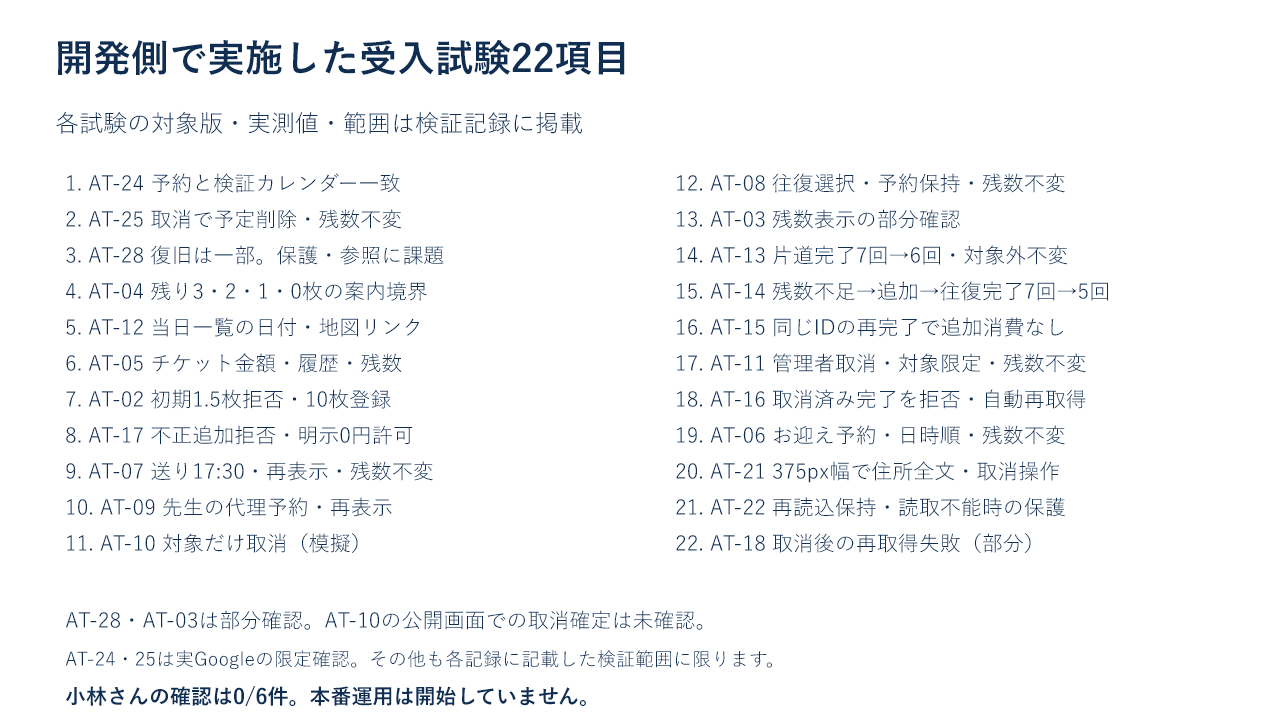 開発側で実施した受入試験22項目
各試験の対象版・実測値・範囲は検証記録に掲載
1. AT-24 予約と検証カレンダー一致
2. AT-25 取消で予定削除・残数不変
3. AT-28 復旧は一部。保護・参照に課題
4. AT-04 残り3・2・1・0枚の案内境界
5. AT-12 当日一覧の日付・地図リンク
6. AT-05 チケット金額・履歴・残数
7. AT-02 初期1.5枚拒否・10枚登録
8. AT-17 不正追加拒否・明示0円許可
9. AT-07 送り17:30・再表示・残数不変
10. AT-09 先生の代理予約・再表示
11. AT-10 対象だけ取消（模擬）
12. AT-08 往復選択・予約保持・残数不変
13. AT-03 残数表示の部分確認
14. AT-13 片道完了7回→6回・対象外不変
15. AT-14 残数不足→追加→往復完了7回→5回
16. AT-15 同じIDの再完了で追加消費なし
17. AT-11 管理者取消・対象限定・残数不変
18. AT-16 取消済み完了を拒否・自動再取得
19. AT-06 お迎え予約・日時順・残数不変
20. AT-21 375px幅で住所全文・取消操作
21. AT-22 再読込保持・読取不能時の保護
22. AT-18 取消後の再取得失敗（部分）
AT-28・AT-03は部分確認。AT-10の公開画面での取消確定は未確認。
AT-24・25は実Googleの限定確認。その他も各記録に記載した検証範囲に限ります。
小林さんの確認は0/6件。本番運用は開始していません。